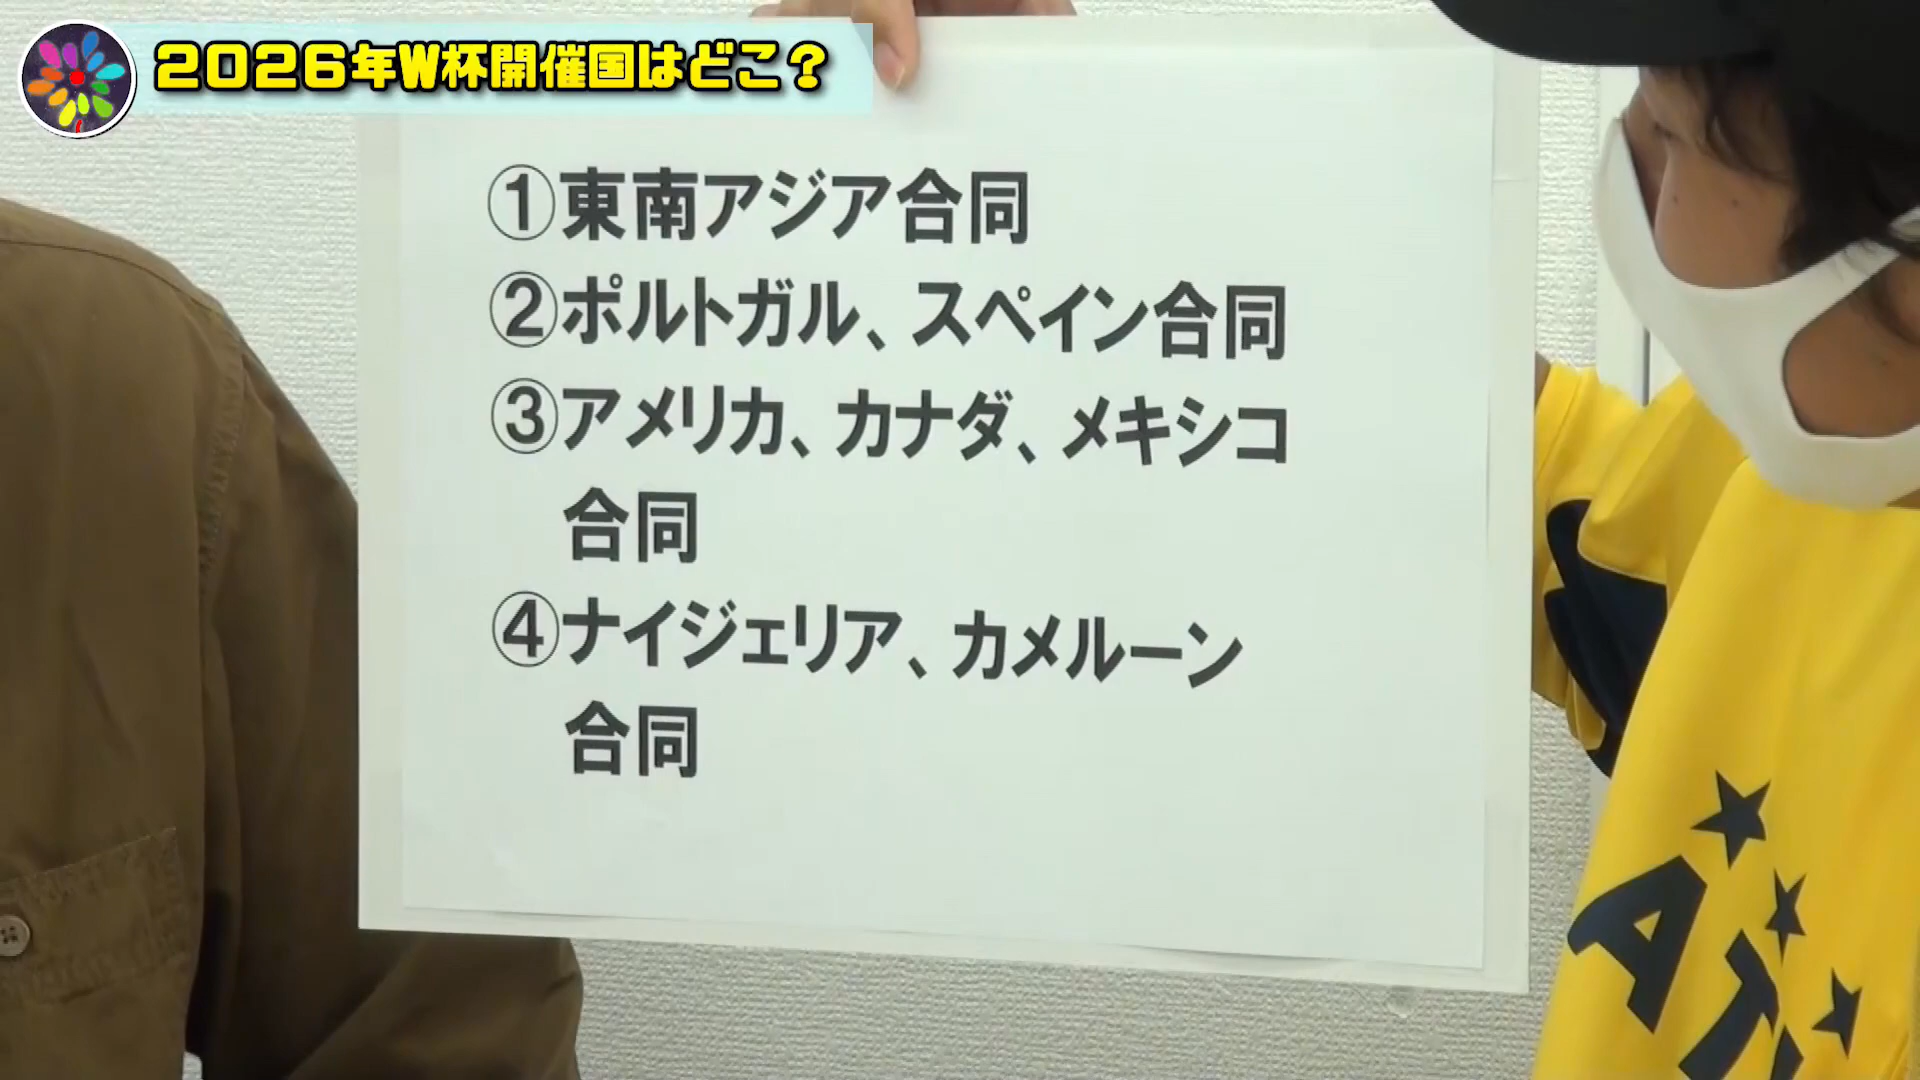 2026年W杯開催国はどこ?
①東南アジア合同
②ポルトガル、スペイン合同
③アメリカ、カナダ、メキシコ
合同
④ナイジェリア、カメルーン
合同
AT